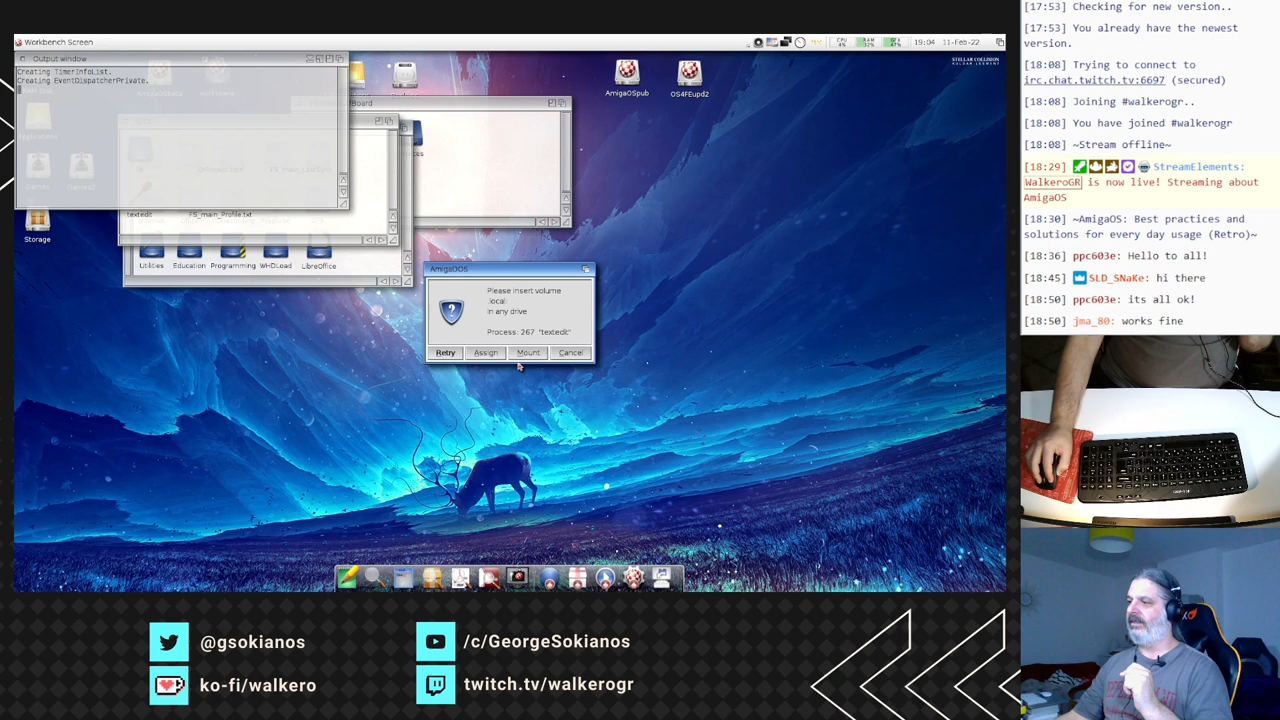 Workbench Screen
CPU
RAM
GFX
19:04
11-Feb-22
Output window
Creating TimerInfoList.
Creating EventDispatcherPrivate.
STELLAR COLLISION
AmigaOSpub
OS4FEupd2
Board
textedit
FS_main_Profile.txt
Storage
Utilities
Education
Programming
WHDLoad
LibreOffice
AmigaDOS
Please insert volume
.local:
in any drive
Process: 267 "textedit"
Retry
Assign
Mount
Cancel
@gsokianos
/c/GeorgeSokianos
ko-fi/walkero
twitch.tv/walkerogr
[17:53] Checking for new version..
[17:53] You already have the newest
version.
[18:08] Trying to connect to
irc.chat.twitch.tv:6697 (secured)
[18:08] Joining #walkerogr..
[18:08] You have joined #walkerogr
[18:08] ~Stream offline~
[18:29] StreamElements:
WalkeroGR is now live! Streaming about
AmigaOS
[18:30] ~AmigaOS: Best practices and
solutions for every day usage (Retro)~
[18:36] ppc603e: Hello to all!
[18:45] SLD_SNaKe: hi there
[18:50] ppc603e: its all ok!
[18:50] jma_80: works fine